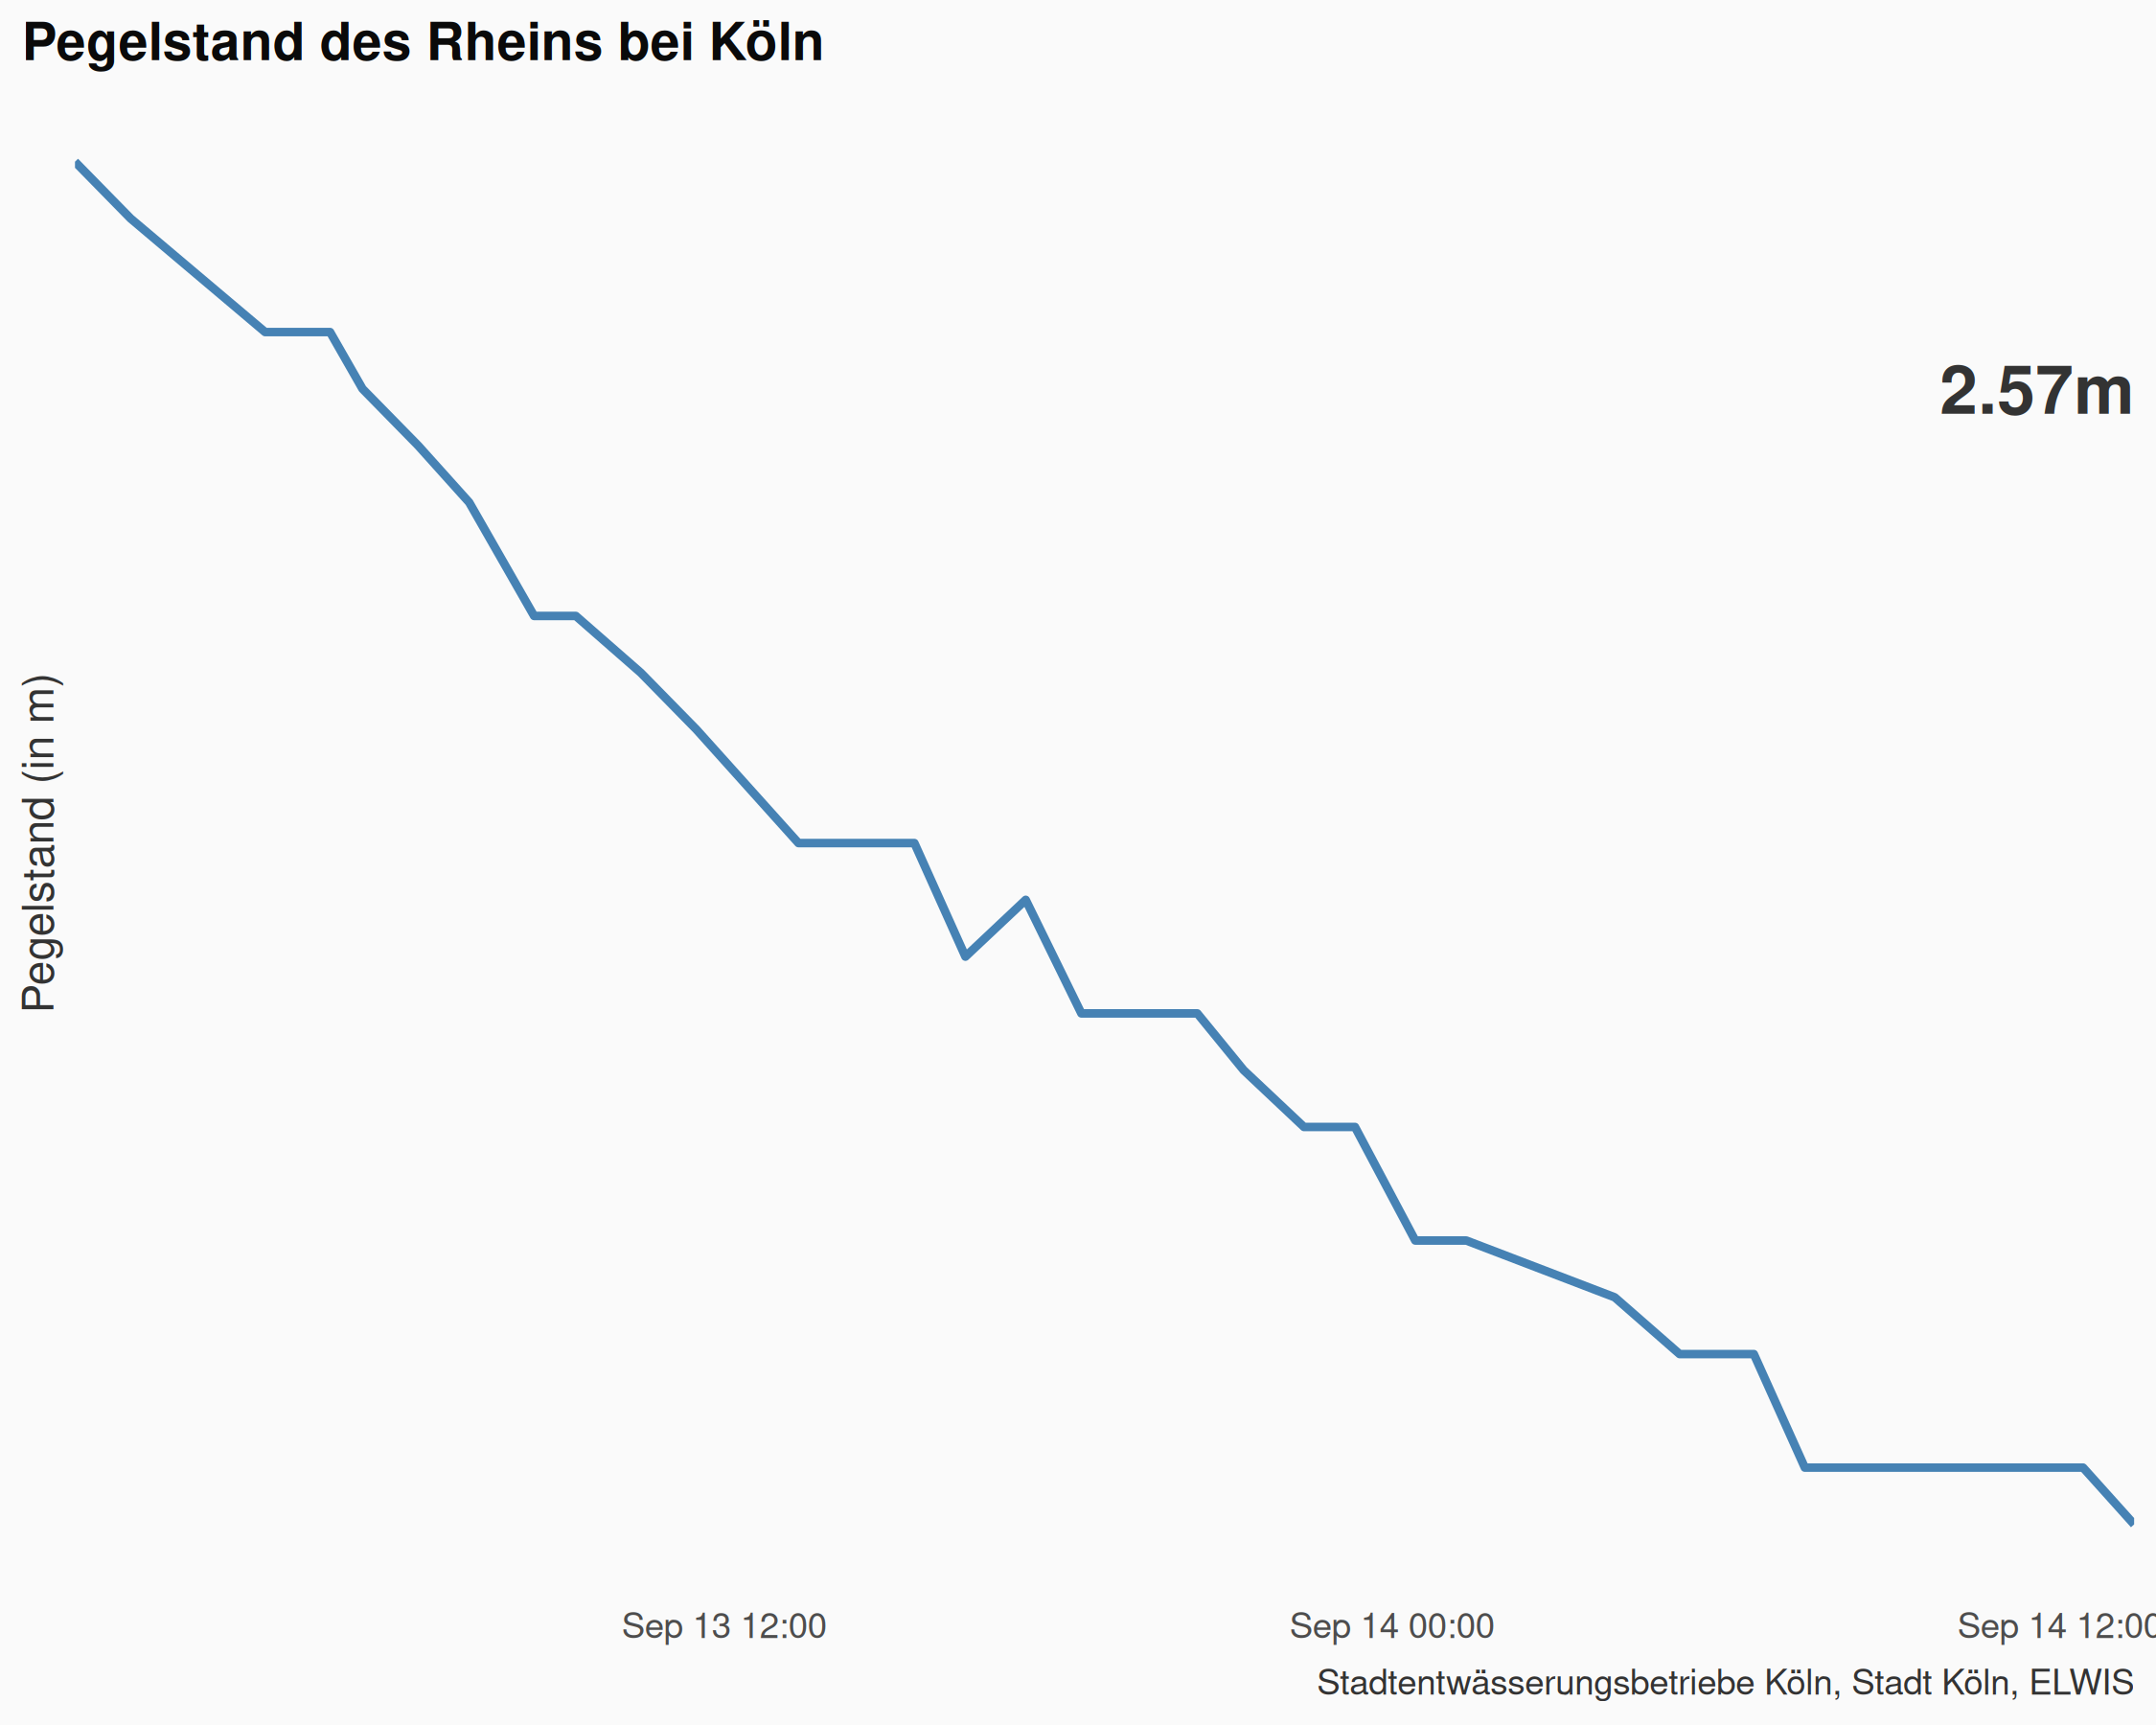 Pegelstand des Rheins bei Köln
2.57m
Pegelstand (in m)
Sep 13 12:00
Sep 14 00:00
Sep 14 12:00
Stadtentwässerungsbetriebe Köln, Stadt Köln, ELWIS